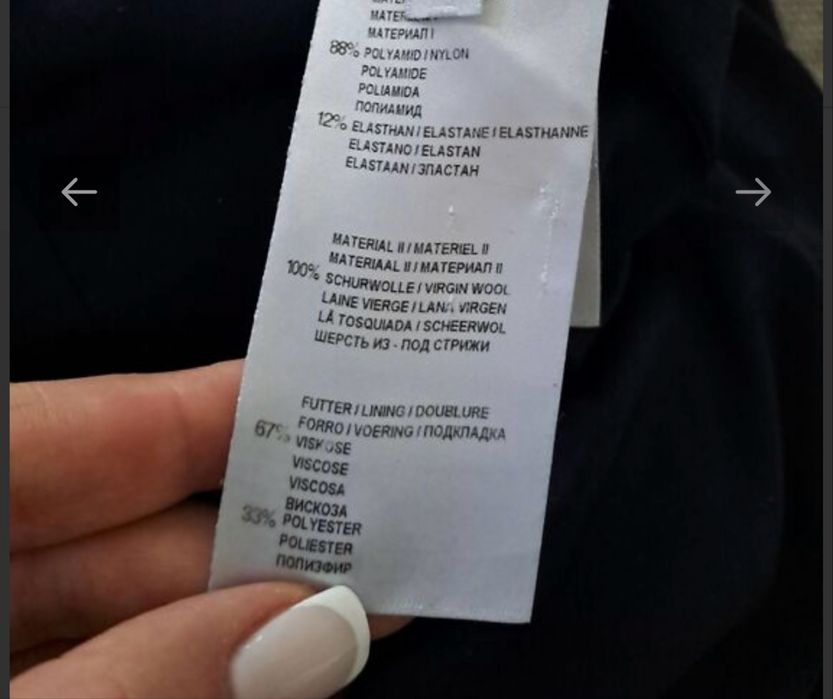 МАТЕРИАЛ I
88% POLYAMID / NYLON
POLYAMIDE
POLIAMIDA
ПОЛИАМИД
12% ELASTHAN / ELASTANE / ELASTHANNE
ELASTANO / ELASTAN
ELASTAAN / ЭЛАСТАН
MATERIAL II / MATERIEL II
MATERIAAL II / МАТЕРИАЛ II
100% SCHURWOLLE / VIRGIN WOOL
LAINE VIERGE / LANA VIRGEN
LÃ TOSQUIADA / SCHEERWOL
ШЕРСТЬ ИЗ - ПОД СТРИЖИ
FUTTER / LINING / DOUBLURE
FORRO / VOERING / ПОДКЛАДКА
67% VISKOSE
VISCOSE
VISCOSA
ВИСКОЗА
33% POLYESTER
POLIESTER
ПОЛИЭФИР